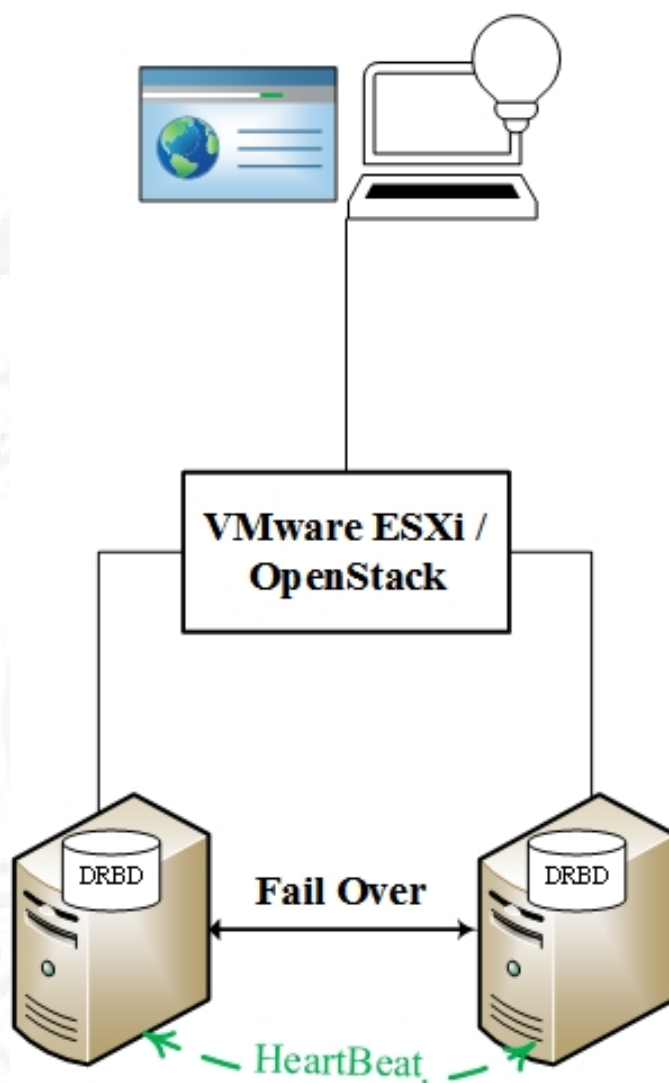 VMware ESXi /
OpenStack
DRBD
DRBD
Fail Over
HeartBeat